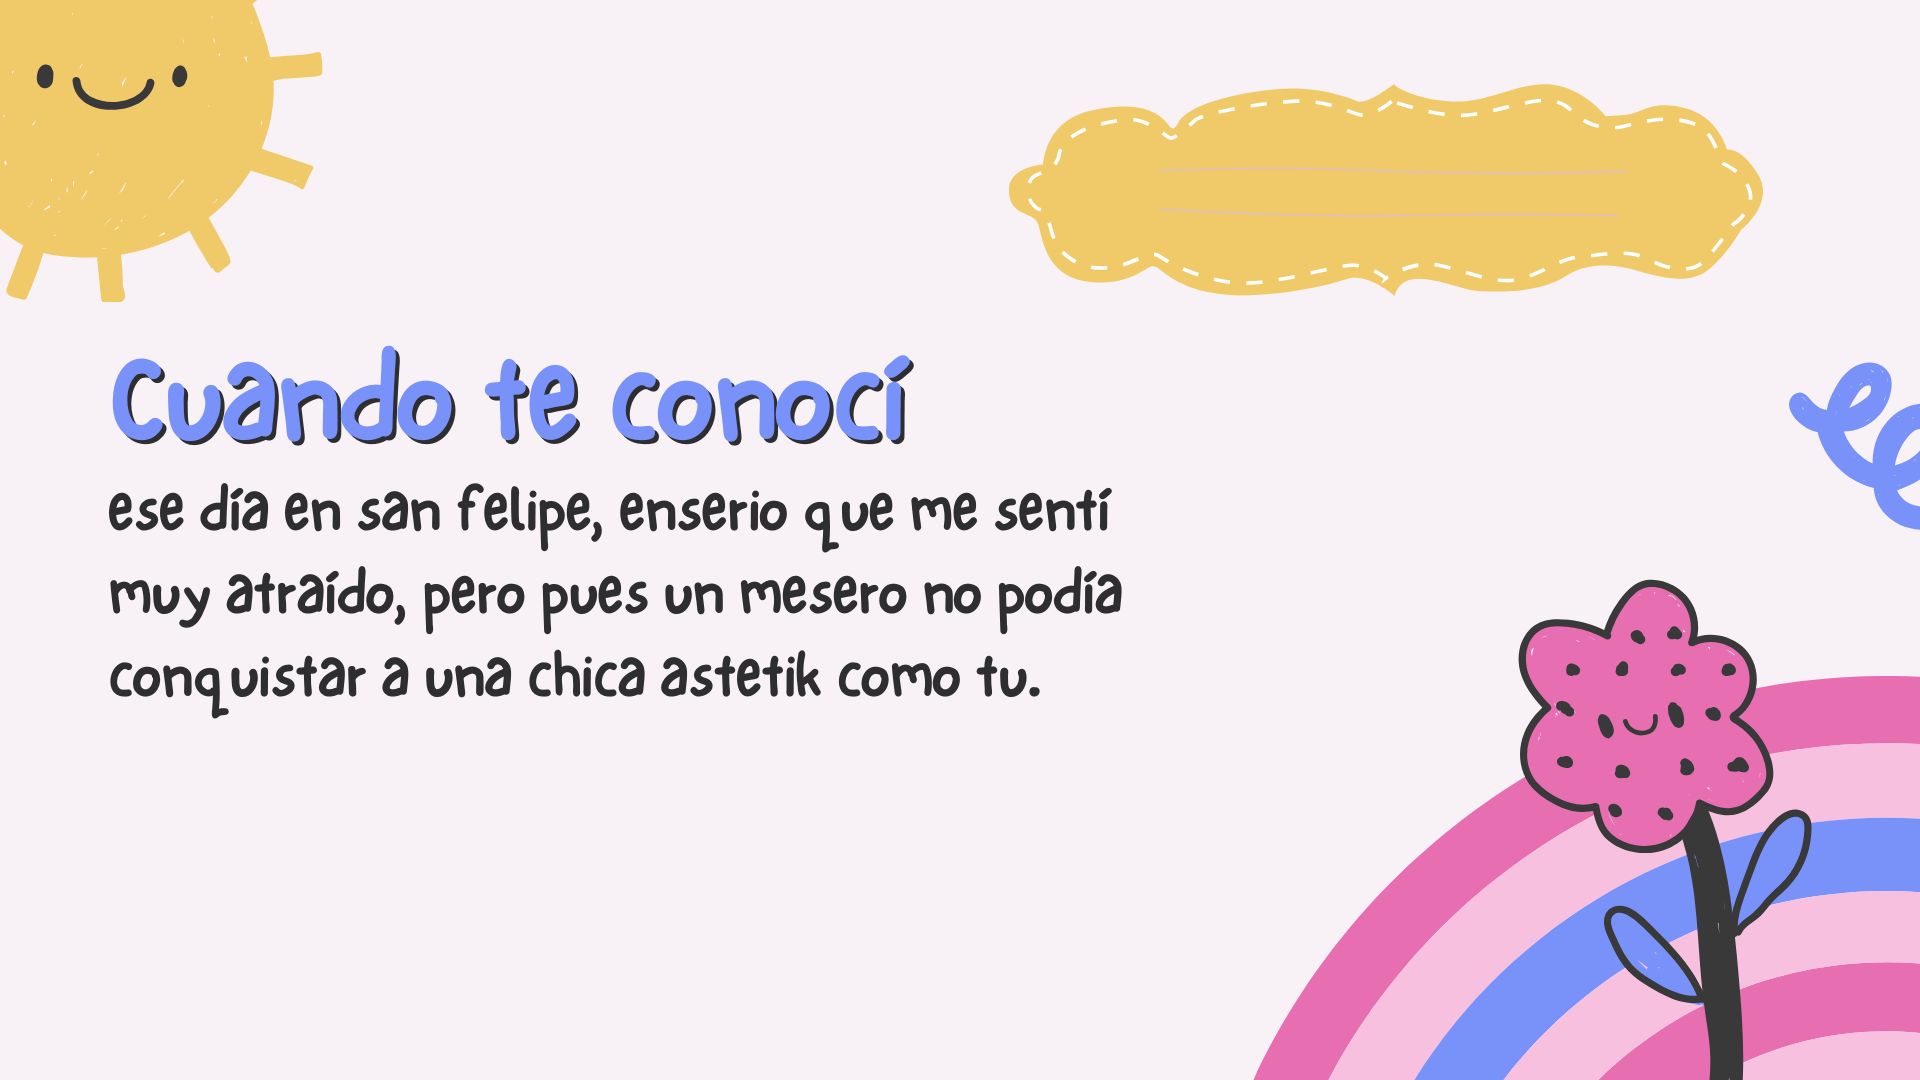 Cuando te conocí
ese día en san felipe, enserio que me sentí
muy atraído, pero pues un mesero no podía
conquistar a una chica astetik como tu.